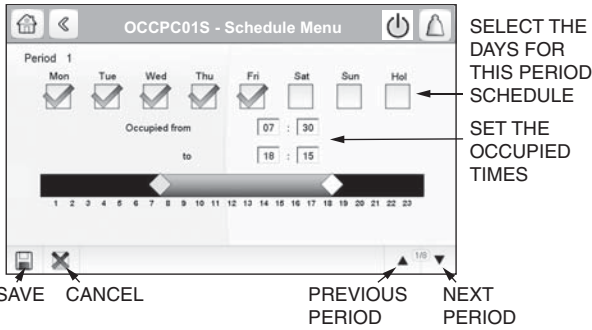 OCCPC01S - Schedule Menu
Period 1
Mon Tue Wed Thu Fri Sat Sun Hol
Occupied from 07 : 30
to 18 : 15
1 2 3 4 5 6 7 8 9 10 11 12 13 14 15 16 17 18 19 20 21 22 23
1/8
SELECT THE
DAYS FOR
THIS PERIOD
SCHEDULE
SET THE
OCCUPIED
TIMES
SAVE CANCEL
PREVIOUS
PERIOD
NEXT
PERIOD